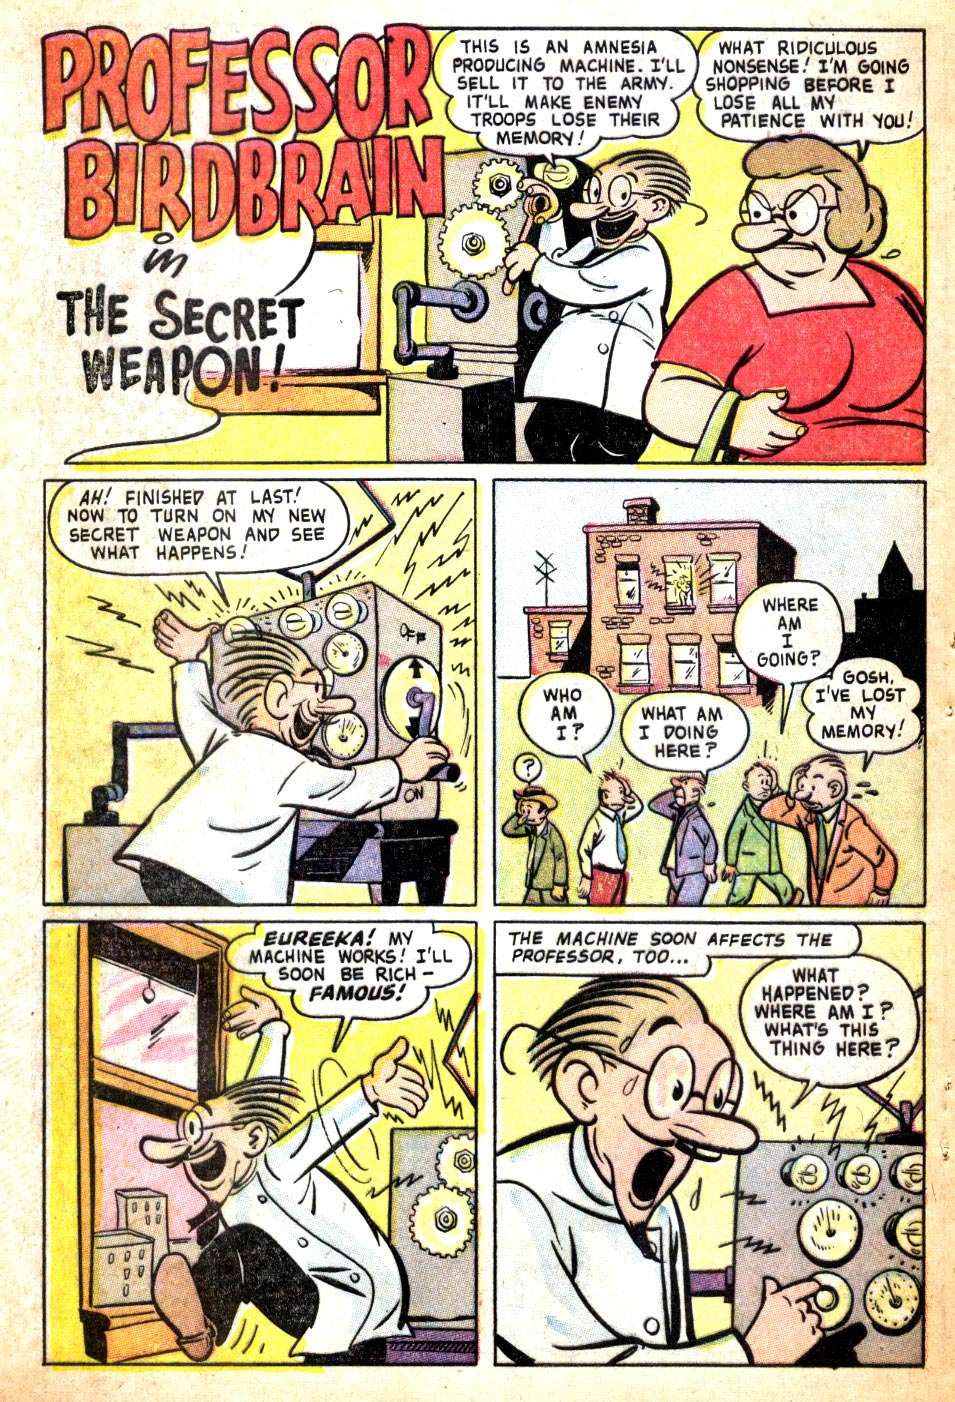 PROFESSOR
BIRDBRAIN
in
THE SECRET
WEAPON!
THIS IS AN AMNESIA
PRODUCING MACHINE. I'LL
SELL IT TO THE ARMY.
IT'LL MAKE ENEMY
TROOPS LOSE THEIR
MEMORY!
WHAT RIDICULOUS
NONSENSE! I'M GOING
SHOPPING BEFORE I
LOSE ALL MY
PATIENCE WITH YOU!
AH! FINISHED AT LAST!
NOW TO TURN ON MY NEW
SECRET WEAPON AND SEE
WHAT HAPPENS!
OFF
ON
?
WHO
AM
I?
WHAT AM
I DOING
HERE?
WHERE
AM
I
GOING?
GOSH,
I'VE LOST
MY
MEMORY!
EUREEKA! MY
MACHINE WORKS! I'LL
SOON BE RICH –
FAMOUS!
THE MACHINE SOON AFFECTS THE
PROFESSOR, TOO...
WHAT
HAPPENED?
WHERE AM I?
WHAT'S THIS
THING HERE?